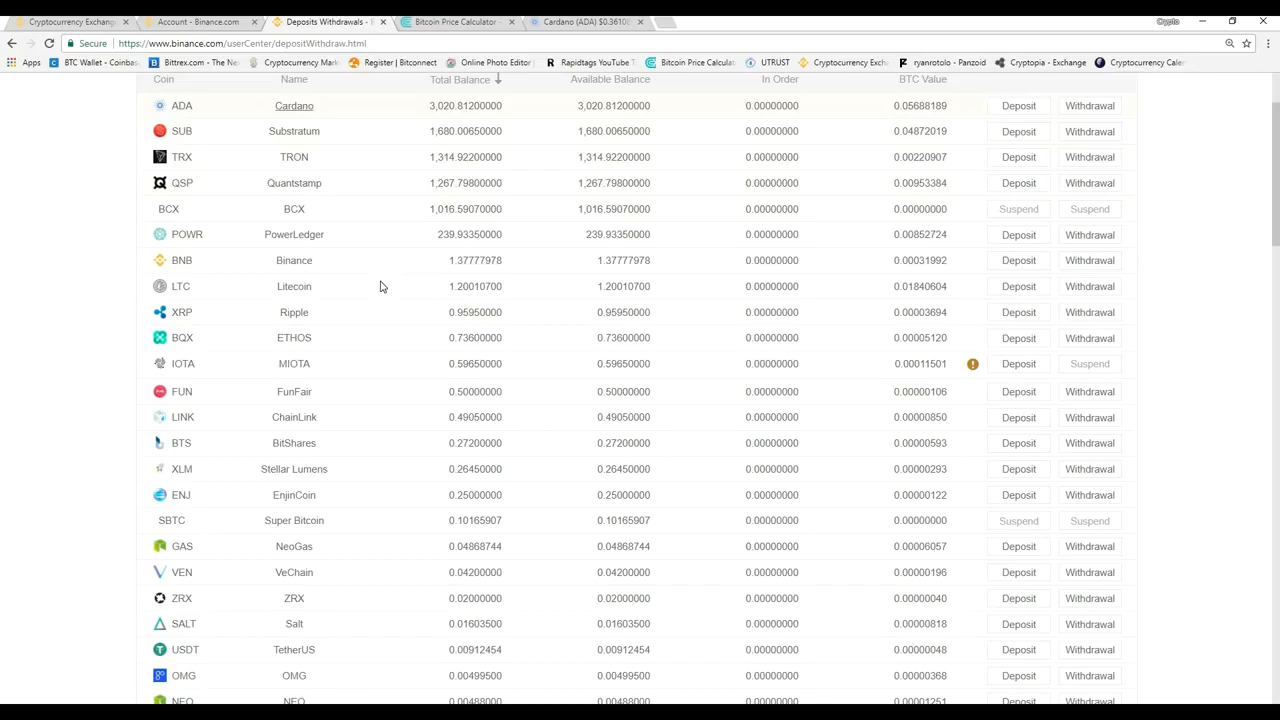 Cryptocurrency Exchang
Account - Binance.com
Deposits Withdrawals - B
Bitcoin Price Calculator -
Cardano (ADA) $0.36106
Crypto
Secure
https://www.binance.com/userCenter/depositWithdraw.html
Apps
BTC Wallet - Coinbas
Bittrex.com - The Ne
Cryptocurrency Mark
Register | Bitconnect
Online Photo Editor
Rapidtags YouTube T
Bitcoin Price Calculat
UTRUST
Cryptocurrency Exch
ryanrotolo - Panzoid
Cryptopia - Exchange
Cryptocurrency Caler
Coin Name Total Balance Available Balance In Order BTC Value
ADA Cardano 3,020.81200000 3,020.81200000 0.00000000 0.05688189 Deposit Withdrawal
SUB Substratum 1,680.00650000 1,680.00650000 0.00000000 0.04872019 Deposit Withdrawal
TRX TRON 1,314.92200000 1,314.92200000 0.00000000 0.00220907 Deposit Withdrawal
QSP Quantstamp 1,267.79800000 1,267.79800000 0.00000000 0.00953384 Deposit Withdrawal
BCX BCX 1,016.59070000 1,016.59070000 0.00000000 0.00000000 Suspend Suspend
POWR PowerLedger 239.93350000 239.93350000 0.00000000 0.00852724 Deposit Withdrawal
BNB Binance 1.37777978 1.37777978 0.00000000 0.00031992 Deposit Withdrawal
LTC Litecoin 1.20010700 1.20010700 0.00000000 0.01840604 Deposit Withdrawal
XRP Ripple 0.95950000 0.95950000 0.00000000 0.00003694 Deposit Withdrawal
BQX ETHOS 0.73600000 0.73600000 0.00000000 0.00005120 Deposit Withdrawal
IOTA MIOTA 0.59650000 0.59650000 0.00000000 0.00011501 Deposit Suspend
FUN FunFair 0.50000000 0.50000000 0.00000000 0.00000106 Deposit Withdrawal
LINK ChainLink 0.49050000 0.49050000 0.00000000 0.00000850 Deposit Withdrawal
BTS BitShares 0.27200000 0.27200000 0.00000000 0.00000593 Deposit Withdrawal
XLM Stellar Lumens 0.26450000 0.26450000 0.00000000 0.00000293 Deposit Withdrawal
ENJ EnjinCoin 0.25000000 0.25000000 0.00000000 0.00000122 Deposit Withdrawal
SBTC Super Bitcoin 0.10165907 0.10165907 0.00000000 0.00000000 Suspend Suspend
GAS NeoGas 0.04868744 0.04868744 0.00000000 0.00006057 Deposit Withdrawal
VEN VeChain 0.04200000 0.04200000 0.00000000 0.00000196 Deposit Withdrawal
ZRX ZRX 0.02000000 0.02000000 0.00000000 0.00000040 Deposit Withdrawal
SALT Salt 0.01603500 0.01603500 0.00000000 0.00000818 Deposit Withdrawal
USDT TetherUS 0.00912454 0.00912454 0.00000000 0.00000048 Deposit Withdrawal
OMG OMG 0.00499500 0.00499500 0.00000000 0.00000368 Deposit Withdrawal
NEO NEO 0.00488000 0.00488000 0.00000000 0.00001251 Deposit Withdrawal